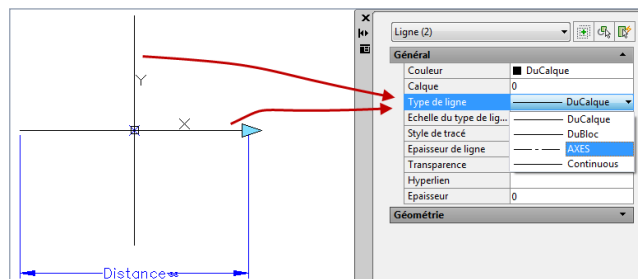 Y
X
Distance
Ligne (2)
Général
Couleur DuCalque
Calque 0
Type de ligne DuCalque
Echelle du type de lig...
Style de tracé
Epaisseur de ligne
Transparence
Hyperlien
Epaisseur 0
DuCalque
DuBloc
AXES
Continuous
Géométrie